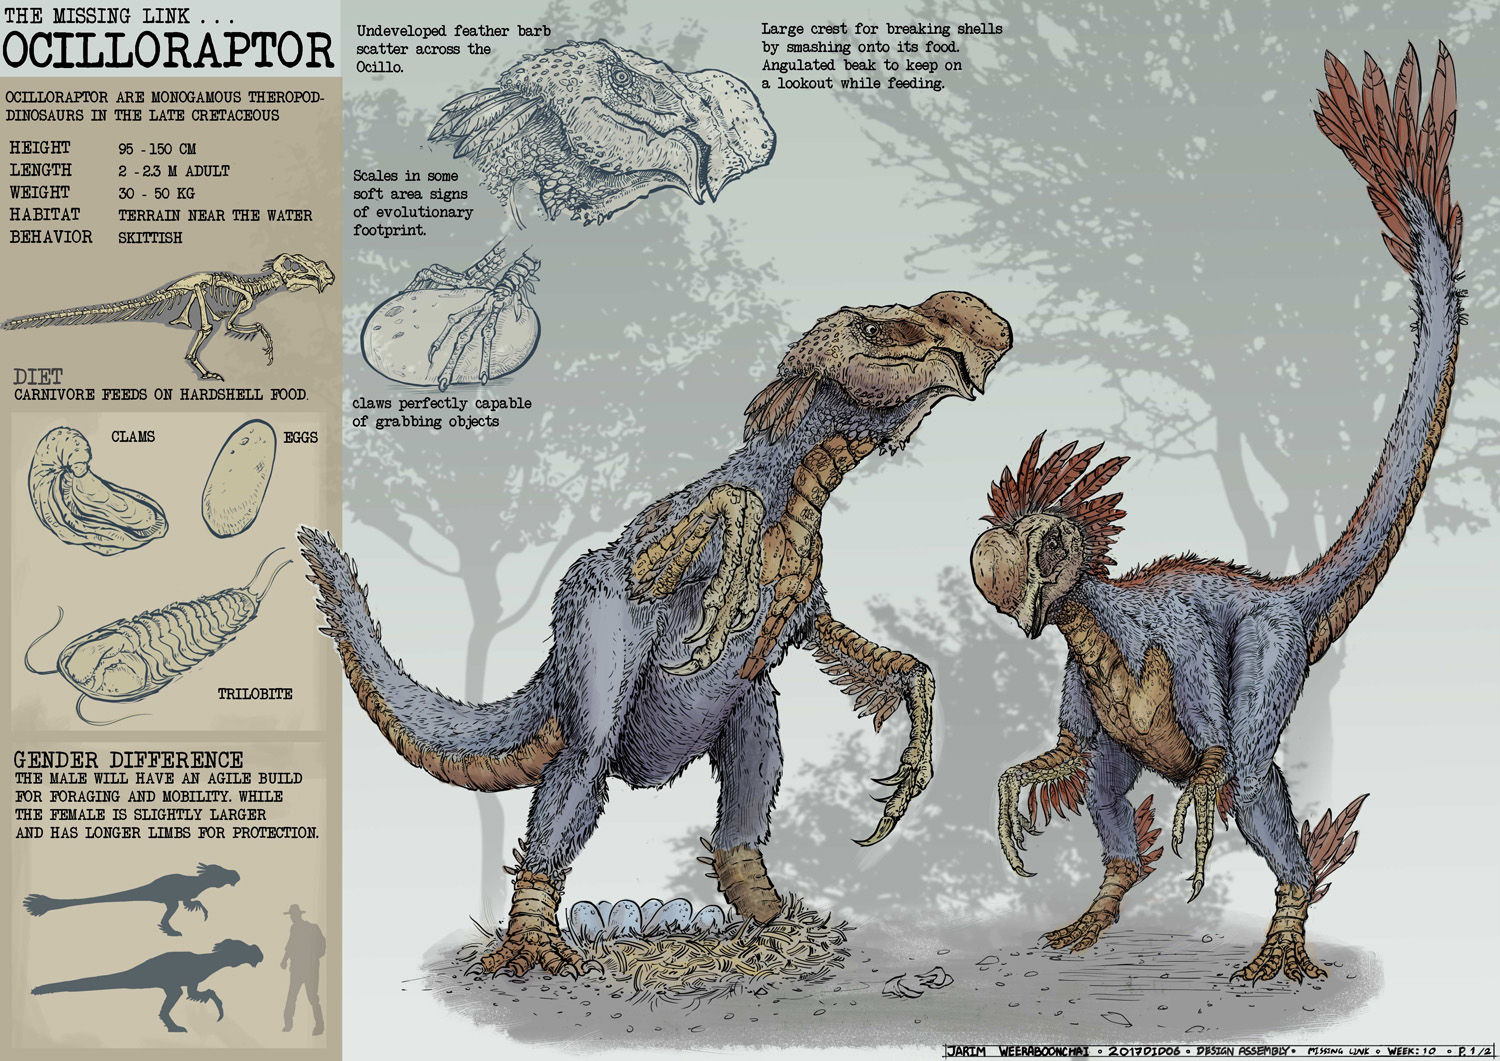 THE MISSING LINK . . .
OCILLORAPTOR
OCILLORAPTOR ARE MONOGAMOUS THEROPOD-
DINOSAURS IN THE LATE CRETACEOUS
HEIGHT 95 - 150 CM
LENGTH 2 - 2.3 M ADULT
WEIGHT 30 - 50 KG
HABITAT TERRAIN NEAR THE WATER
BEHAVIOR SKITTISH
DIET
CARNIVORE FEEDS ON HARDSHELL FOOD.
CLAMS
EGGS
TRILOBITE
GENDER DIFFERENCE
THE MALE WILL HAVE AN AGILE BUILD
FOR FORAGING AND MOBILITY. WHILE
THE FEMALE IS SLIGHTLY LARGER
AND HAS LONGER LIMBS FOR PROTECTION.
Undeveloped feather barb
scatter across the
Ocillo.
Scales in some
soft area signs
of evolutionary
footprint.
claws perfectly capable
of grabbing objects
Large crest for breaking shells
by smashing onto its food.
Angulated beak to keep on
a lookout while feeding.
JARIM WEERABOONCHAI • 2017DID06 • DESIGN ASSEMBLY • MISSING LINK • WEEK: 10 • P 1/2